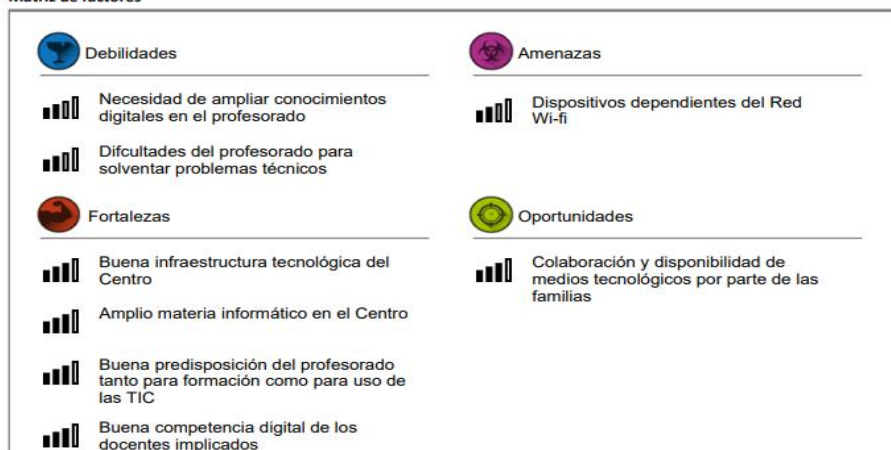 Matriz de factores
Debilidades
Necesidad de ampliar conocimientos
digitales en el profesorado
Difcultades del profesorado para
solventar problemas técnicos
Amenazas
Dispositivos dependientes del Red
Wi-fi
Fortalezas
Buena infraestructura tecnológica del
Centro
Amplio materia informático en el Centro
Buena predisposición del profesorado
tanto para formación como para uso de
las TIC
Buena competencia digital de los
docentes implicados
Oportunidades
Colaboración y disponibilidad de
medios tecnológicos por parte de las
familias